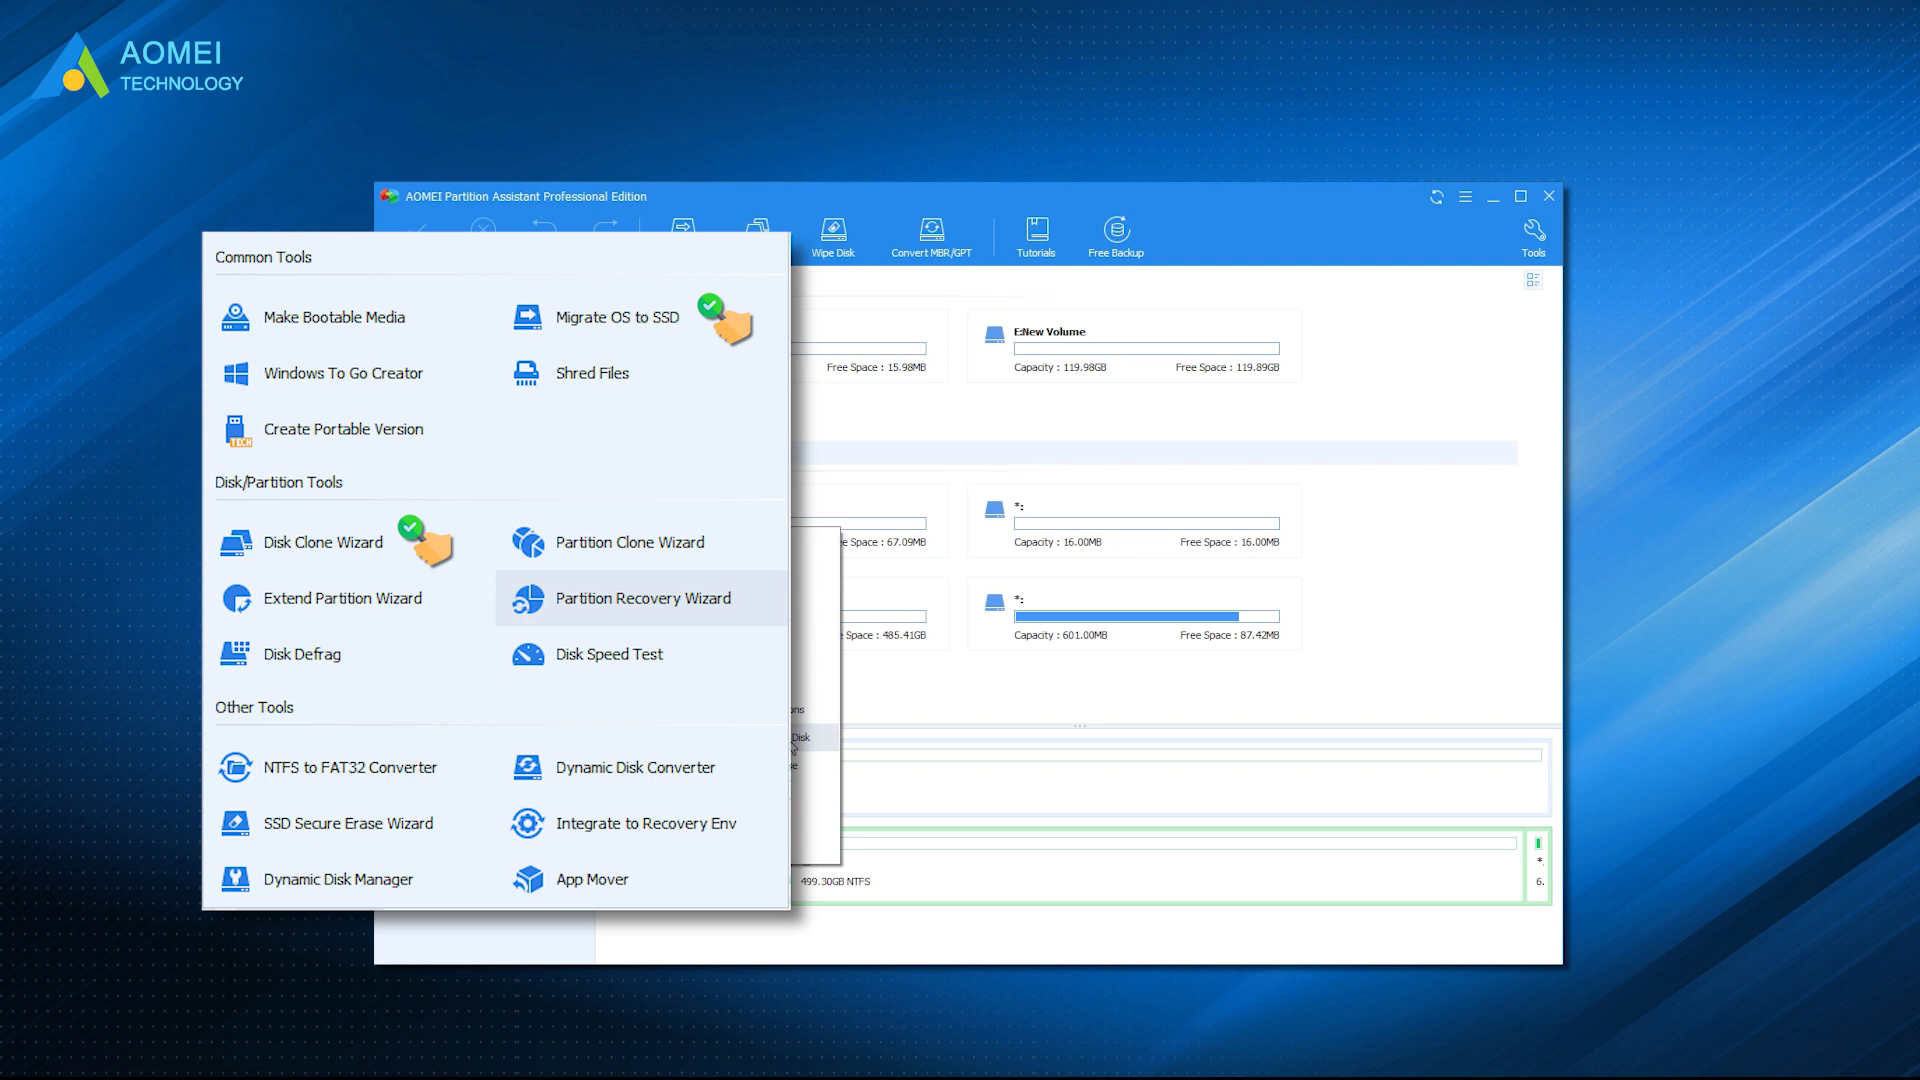 AOMEI
TECHNOLOGY
AOMEI Partition Assistant Professional Edition
Wipe Disk
Convert MBR/GPT
Tutorials
Free Backup
Tools
Common Tools
Make Bootable Media
Migrate OS to SSD
Windows To Go Creator
Shred Files
TECH
Create Portable Version
Disk/Partition Tools
Disk Clone Wizard
Partition Clone Wizard
Extend Partition Wizard
Partition Recovery Wizard
Disk Defrag
Disk Speed Test
Other Tools
NTFS to FAT32 Converter
Dynamic Disk Converter
SSD Secure Erase Wizard
Integrate to Recovery Env
Dynamic Disk Manager
App Mover
Free Space : 15.98MB
E:New Volume
Capacity : 119.98GB
Free Space : 119.89GB
Space : 67.09MB
*:
Capacity : 16.00MB
Free Space : 16.00MB
Space : 485.41GB
*:
Capacity : 601.00MB
Free Space : 87.42MB
Disk
499.30GB NTFS
*.
6.